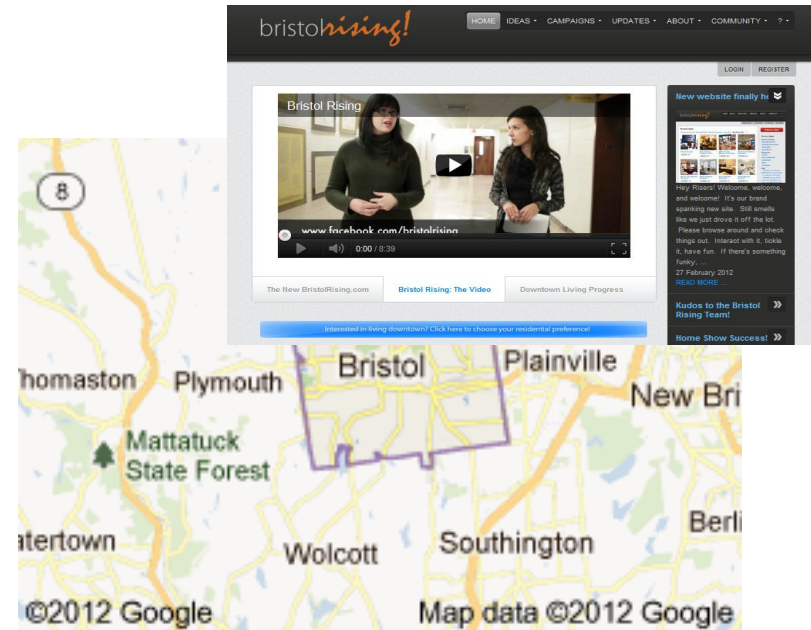 bristolrising!
HOME IDEAS CAMPAIGNS UPDATES ABOUT COMMUNITY ?
LOGIN REGISTER
Bristol Rising
www.facebook.com/bristolrising
0:00 / 8:39
The New BristolRising.com Bristol Rising: The Video Downtown Living Progress
Interested in living downtown? Click here to choose your residential preference!
New website finally he
Hey Risers! Welcome, welcome,
and welcome! It's our brand
spanking new site. Still smells
like we just drove it off the lot.
Please browse around and check
things out. Interact with it, tickle
it, have fun. If there's something
funky, ...
27 February 2012
READ MORE ...
Kudos to the Bristol
Rising Team!
Home Show Success!
8
homaston Plymouth Bristol Plainville
New Bri
Mattatuck
State Forest
atertown Wolcott Southington Berli
©2012 Google Map data ©2012 Google